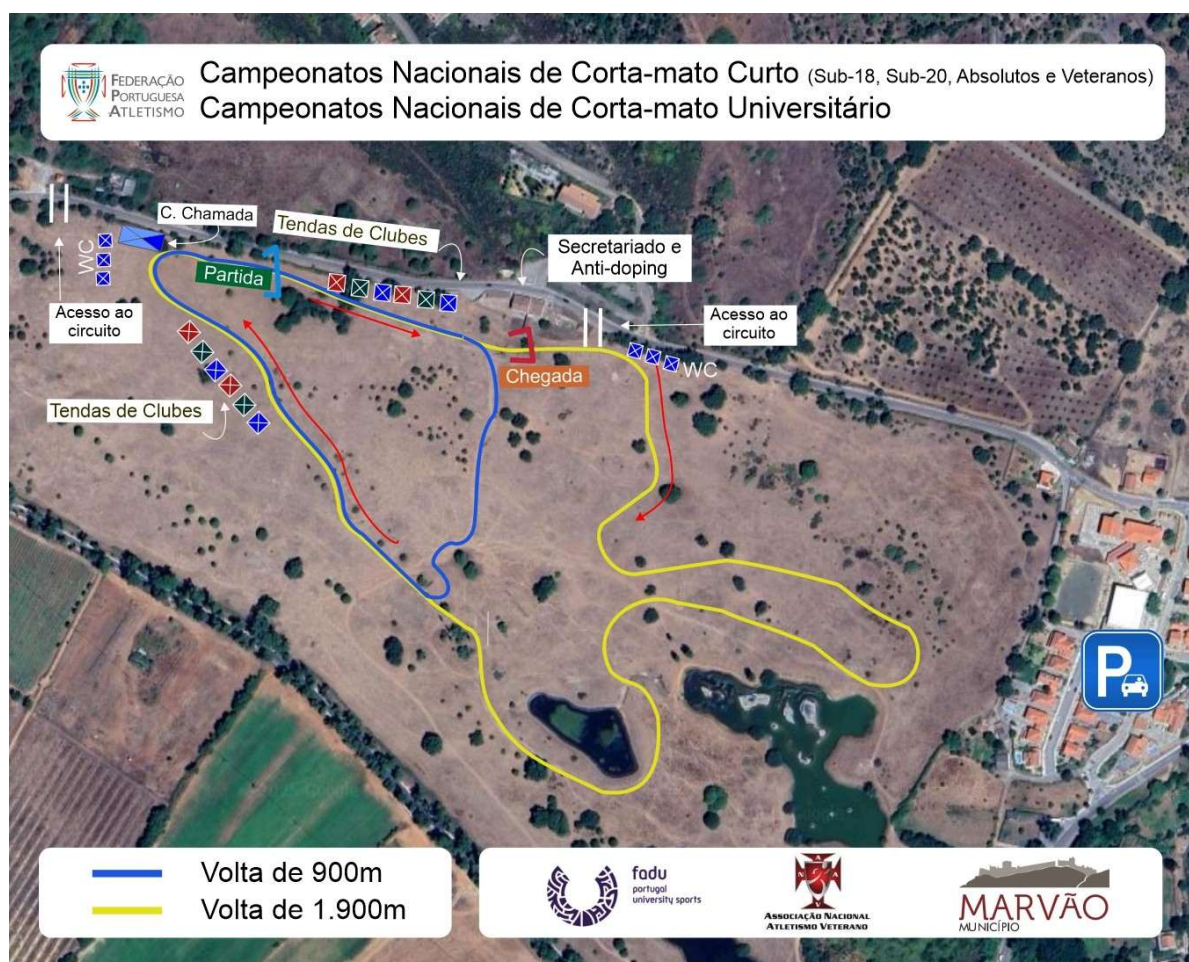 FEDERAÇÃO
PORTUGUESA
ATLETISMO
Campeonatos Nacionais de Corta-mato Curto (Sub-18, Sub-20, Absolutos e Veteranos)
Campeonatos Nacionais de Corta-mato Universitário
C. Chamada
Tendas de Clubes
Secretariado e
Anti-doping
WC
Partida
Acesso ao
circuito
Acesso ao
circuito
WC
Chegada
Tendas de Clubes
P
Volta de 900m
Volta de 1.900m
fadu
portugal
university sports
ANAV
ASSOCIAÇÃO NACIONAL
ATLETISMO VETERANO
MARVÃO
MUNICÍPIO